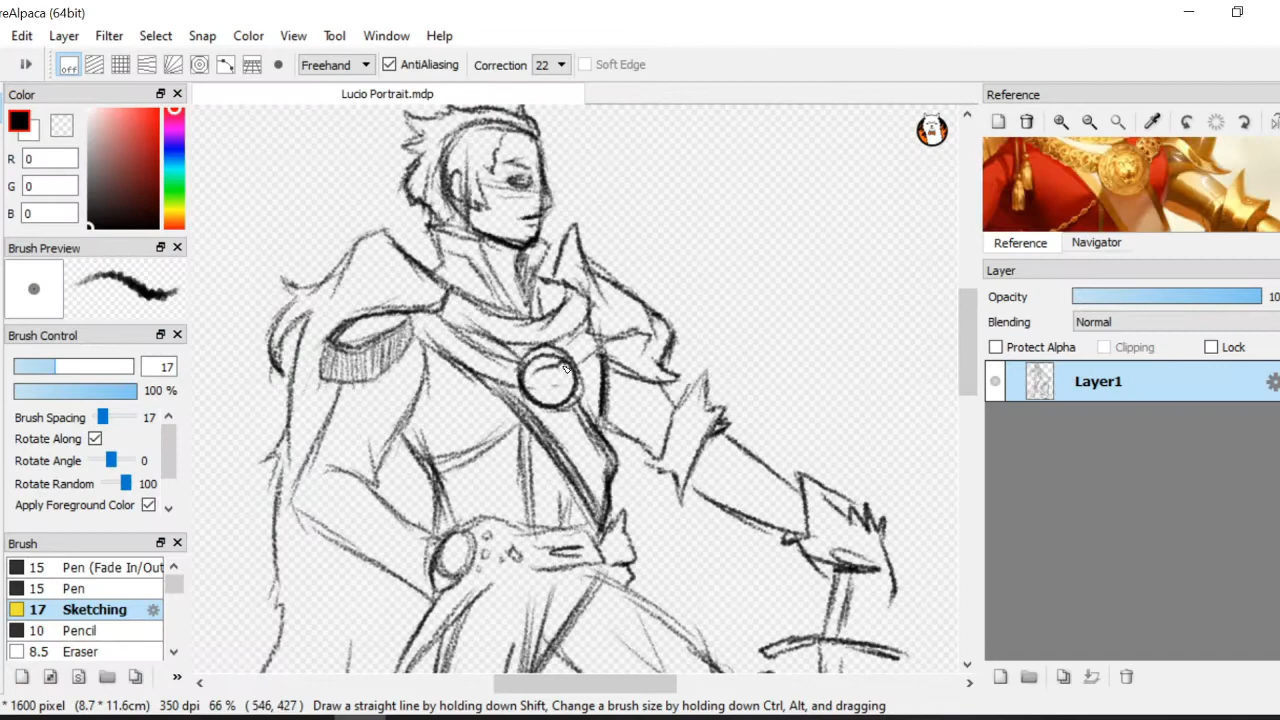 reAlpaca (64bit)
Edit Layer Filter Select Snap Color View Tool Window Help
off Freehand AntiAliasing Correction 22 Soft Edge
Color
Lucio Portrait.mdp
Reference
R 0
G 0
B 0
Brush Preview
Reference Navigator
Layer
Opacity 10
Blending Normal
Protect Alpha Clipping Lock
Layer1
Brush Control
17
100 %
Brush Spacing 17
Rotate Along
Rotate Angle 0
Rotate Random 100
Apply Foreground Color
Brush
15 Pen (Fade In/Out
15 Pen
17 Sketching
10 Pencil
8.5 Eraser
* 1600 pixel (8.7 * 11.6cm) 350 dpi 66 % ( 546, 427 ) Draw a straight line by holding down Shift, Change a brush size by holding down Ctrl, Alt, and dragging